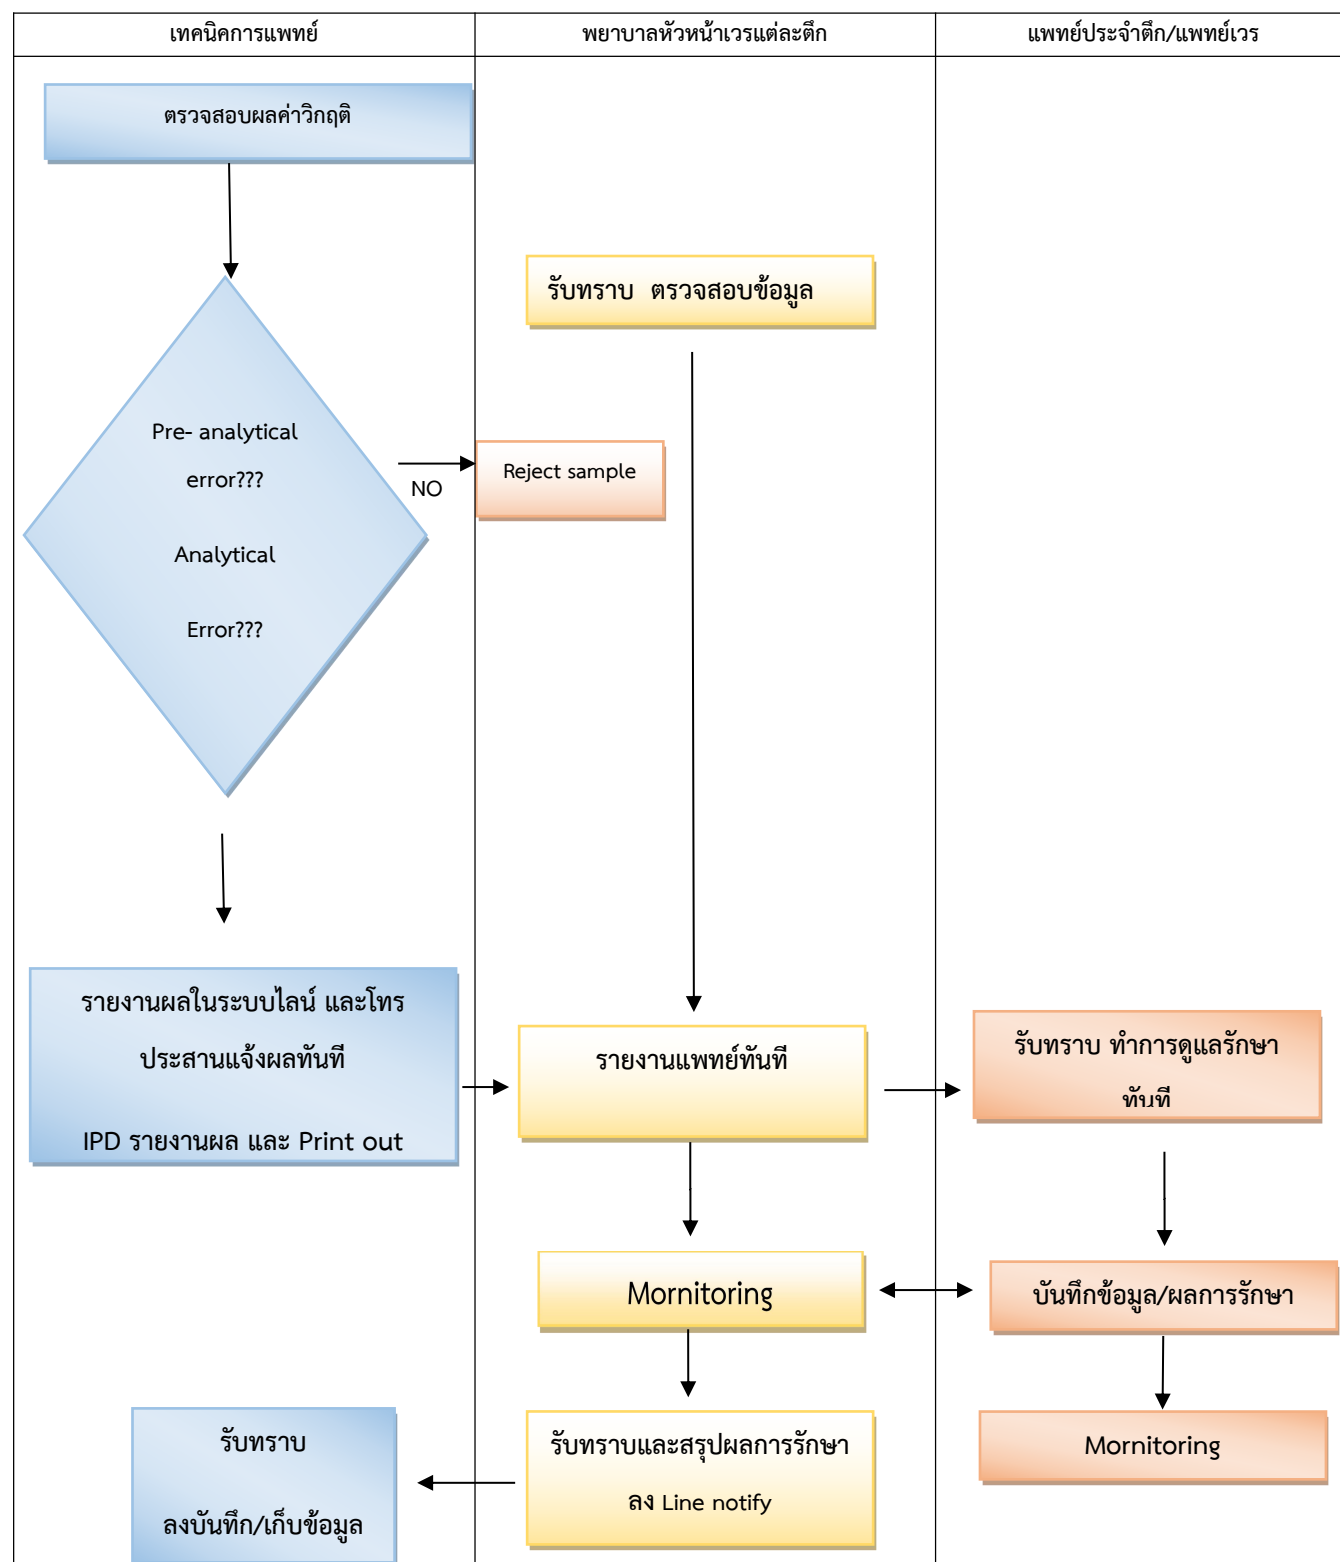 เทคนิคการแพทย์
พยาบาลหัวหน้าเวรแต่ละตึก
แพทย์ประจำตึก/แพทย์เวร
ตรวจสอบผลค่าวิกฤติ
รับทราบ ตรวจสอบข้อมูล
Pre- analytical
error???
Analytical
Error???
NO
Reject sample
รายงานผลในระบบไลน์ และโทร
ประสานแจ้งผลทันที
IPD รายงานผล และ Print out
รายงานแพทย์ทันที
รับทราบ ทำการดูแลรักษา
ทันที
Mornitoring
บันทึกข้อมูล/ผลการรักษา
รับทราบ
ลงบันทึก/เก็บข้อมูล
รับทราบและสรุปผลการรักษา
ลง Line notify
Mornitoring